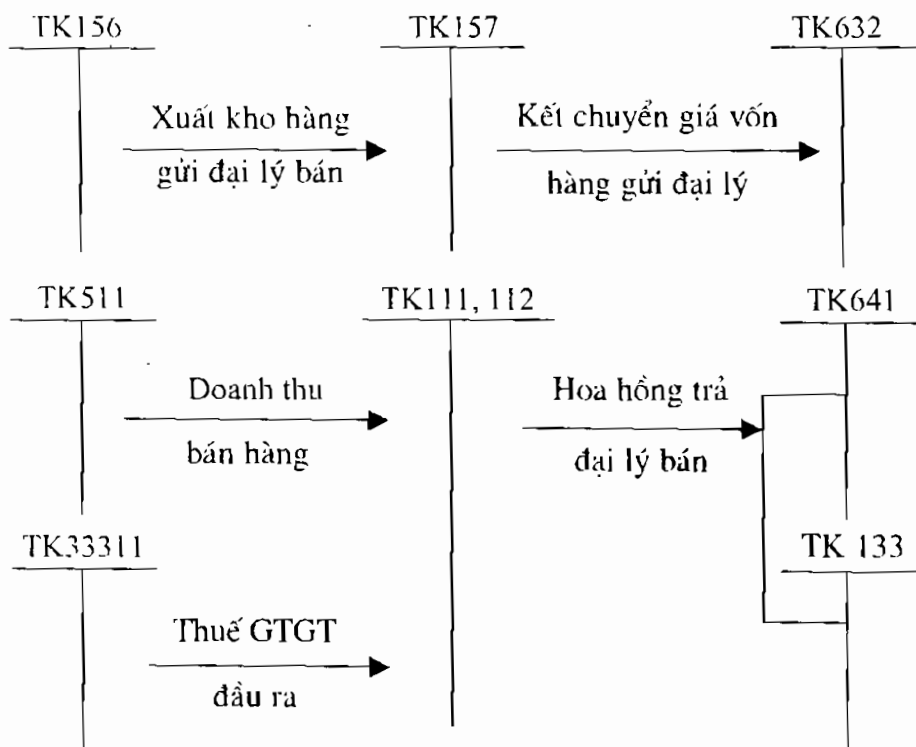 TK156
TK157
TK632
Xuất kho hàng
gửi đại lý bán
Kết chuyển giá vốn
hàng gửi đại lý
TK511
TK111, 112
TK641
Doanh thu
bán hàng
Hoa hồng trả
đại lý bán
TK33311
TK 133
Thuế GTGT
đầu ra